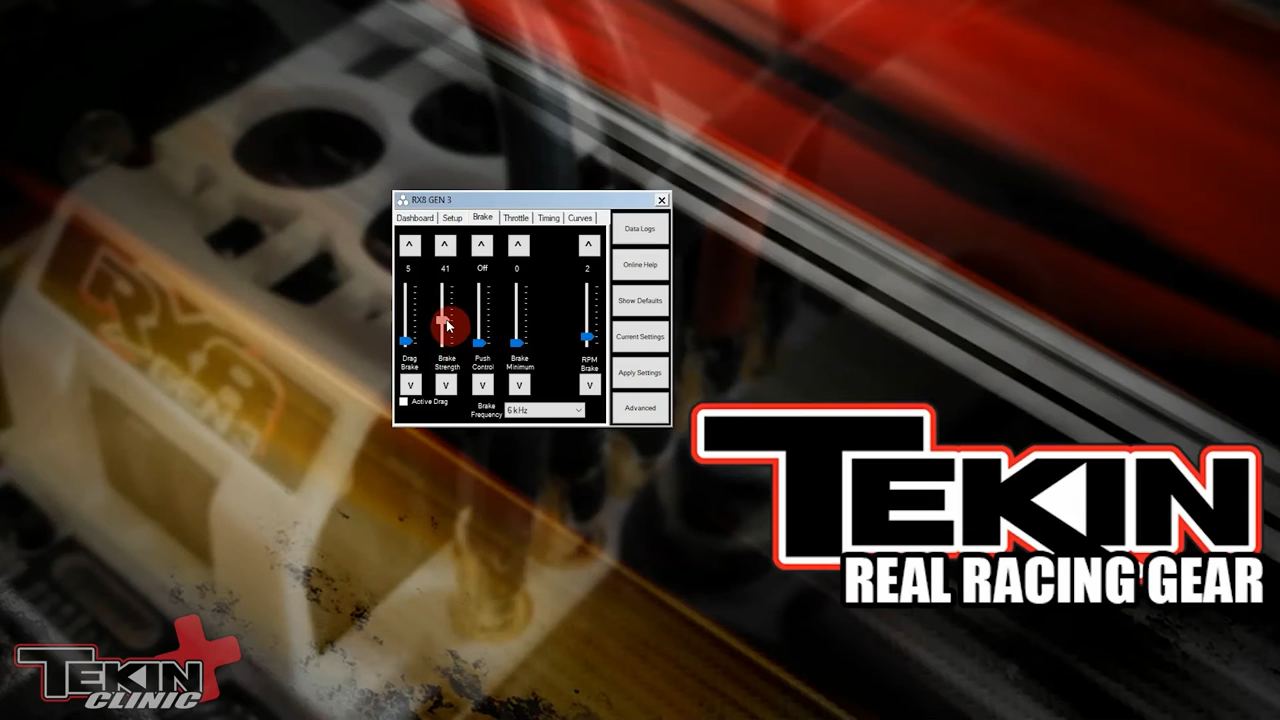 RX8 GEN 3
Dashboard Setup Brake Throttle Timing Curves
Data Logs
Online Help
Show Defaults
Current Settings
Apply Settings
Advanced
5 41 Off 0 2
Drag Brake
Brake Strength
Push Control
Brake Minimum
RPM Brake
Active Drag
Brake Frequency
6 kHz
RX8
TEKIN
REAL RACING GEAR
TEKIN
CLINIC